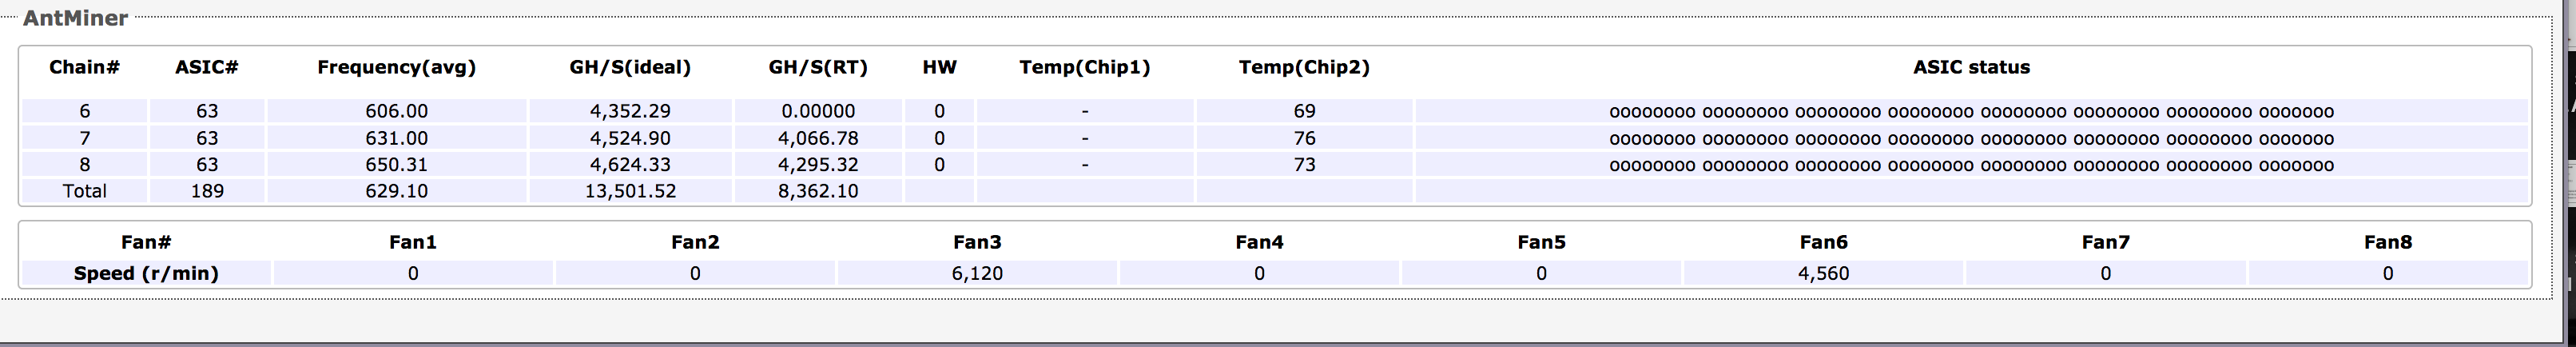 AntMiner
Chain# ASIC# Frequency(avg) GH/S(ideal) GH/S(RT) HW Temp(Chip1) Temp(Chip2) ASIC status
6 63 606.00 4,352.29 0.00000 0 - 69 oooooooo oooooooo oooooooo oooooooo oooooooo oooooooo oooooooo ooooooo
7 63 631.00 4,524.90 4,066.78 0 - 76 oooooooo oooooooo oooooooo oooooooo oooooooo oooooooo oooooooo ooooooo
8 63 650.31 4,624.33 4,295.32 0 - 73 oooooooo oooooooo oooooooo oooooooo oooooooo oooooooo oooooooo ooooooo
Total 189 629.10 13,501.52 8,362.10
Fan# Fan1 Fan2 Fan3 Fan4 Fan5 Fan6 Fan7 Fan8
Speed (r/min) 0 0 6,120 0 0 4,560 0 0